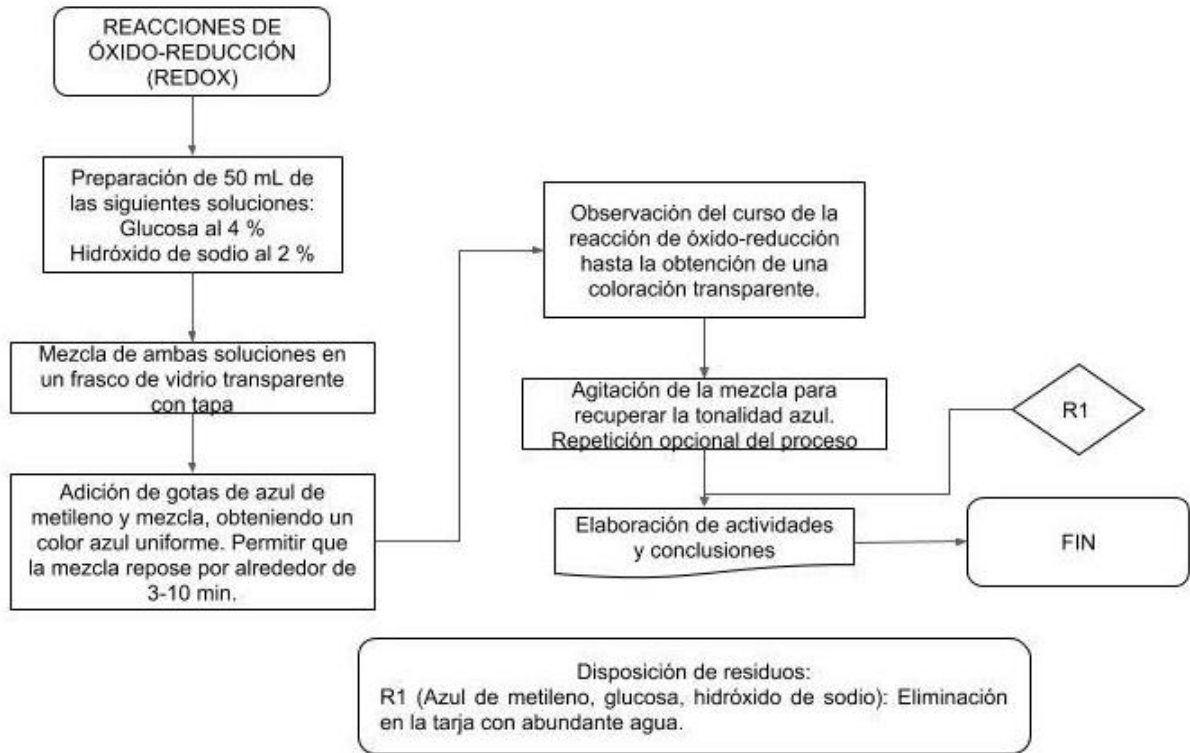 REACCIONES DE
ÓXIDO-REDUCCIÓN
(REDOX)
Preparación de 50 mL de
las siguientes soluciones:
Glucosa al 4 %
Hidróxido de sodio al 2 %
Mezcla de ambas soluciones en
un frasco de vidrio transparente
con tapa
Adición de gotas de azul de
metileno y mezcla, obteniendo un
color azul uniforme. Permitir que
la mezcla repose por alrededor de
3-10 min.
Observación del curso de la
reacción de óxido-reducción
hasta la obtención de una
coloración transparente.
Agitación de la mezcla para
recuperar la tonalidad azul.
Repetición opcional del proceso
R1
Elaboración de actividades
y conclusiones
FIN
Disposición de residuos:
R1 (Azul de metileno, glucosa, hidróxido de sodio): Eliminación
en la tarja con abundante agua.